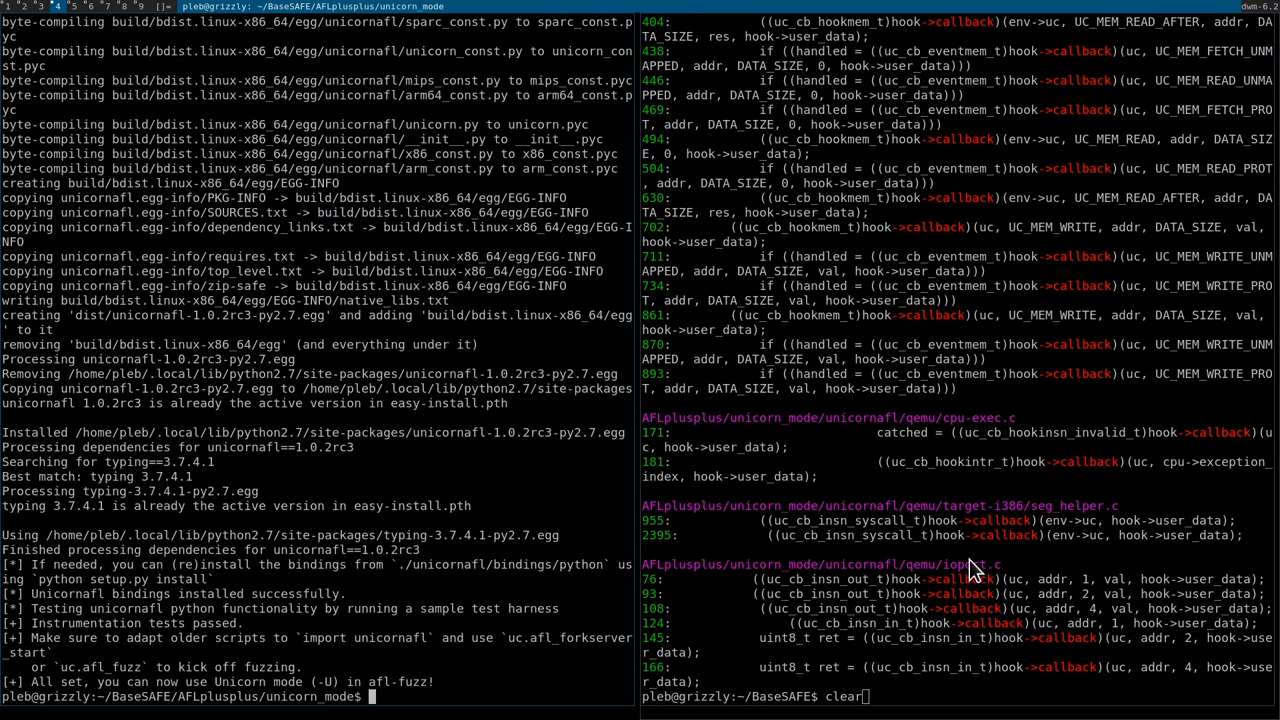 1 2 3 4 5 6 7 8 9 []= pleb@grizzly: ~/BaseSAFE/AFLplusplus/unicorn_mode dwm-6.2
byte-compiling build/bdist.linux-x86_64/egg/unicornafl/sparc_const.py to sparc_const.p
yc
byte-compiling build/bdist.linux-x86_64/egg/unicornafl/unicorn_const.py to unicorn_con
st.pyc
byte-compiling build/bdist.linux-x86_64/egg/unicornafl/mips_const.py to mips_const.pyc
byte-compiling build/bdist.linux-x86_64/egg/unicornafl/arm64_const.py to arm64_const.p
yc
byte-compiling build/bdist.linux-x86_64/egg/unicornafl/unicorn.py to unicorn.pyc
byte-compiling build/bdist.linux-x86_64/egg/unicornafl/__init__.py to __init__.pyc
byte-compiling build/bdist.linux-x86_64/egg/unicornafl/x86_const.py to x86_const.pyc
byte-compiling build/bdist.linux-x86_64/egg/unicornafl/arm_const.py to arm_const.pyc
creating build/bdist.linux-x86_64/egg/EGG-INFO
copying unicornafl.egg-info/PKG-INFO -> build/bdist.linux-x86_64/egg/EGG-INFO
copying unicornafl.egg-info/SOURCES.txt -> build/bdist.linux-x86_64/egg/EGG-INFO
copying unicornafl.egg-info/dependency_links.txt -> build/bdist.linux-x86_64/egg/EGG-I
NFO
copying unicornafl.egg-info/requires.txt -> build/bdist.linux-x86_64/egg/EGG-INFO
copying unicornafl.egg-info/top_level.txt -> build/bdist.linux-x86_64/egg/EGG-INFO
copying unicornafl.egg-info/zip-safe -> build/bdist.linux-x86_64/egg/EGG-INFO
writing build/bdist.linux-x86_64/egg/EGG-INFO/native_libs.txt
creating 'dist/unicornafl-1.0.2rc3-py2.7.egg' and adding 'build/bdist.linux-x86_64/egg
' to it
removing 'build/bdist.linux-x86_64/egg' (and everything under it)
Processing unicornafl-1.0.2rc3-py2.7.egg
Removing /home/pleb/.local/lib/python2.7/site-packages/unicornafl-1.0.2rc3-py2.7.egg
Copying unicornafl-1.0.2rc3-py2.7.egg to /home/pleb/.local/lib/python2.7/site-packages
unicornafl 1.0.2rc3 is already the active version in easy-install.pth
Installed /home/pleb/.local/lib/python2.7/site-packages/unicornafl-1.0.2rc3-py2.7.egg
Processing dependencies for unicornafl==1.0.2rc3
Searching for typing==3.7.4.1
Best match: typing 3.7.4.1
Processing typing-3.7.4.1-py2.7.egg
typing 3.7.4.1 is already the active version in easy-install.pth
Using /home/pleb/.local/lib/python2.7/site-packages/typing-3.7.4.1-py2.7.egg
Finished processing dependencies for unicornafl==1.0.2rc3
[*] If needed, you can (re)install the bindings from `./unicornafl/bindings/python` us
ing `python setup.py install`
[*] Unicornafl bindings installed successfully.
[*] Testing unicornafl python functionality by running a sample test harness
[+] Instrumentation tests passed.
[+] Make sure to adapt older scripts to `import unicornafl` and use `uc.afl_forkserver
_start`
or `uc.afl_fuzz` to kick off fuzzing.
[+] All set, you can now use Unicorn mode (-U) in afl-fuzz!
pleb@grizzly:~/BaseSAFE/AFLplusplus/unicorn_mode$
404: ((uc_cb_hookmem_t)hook->callback)(env->uc, UC_MEM_READ_AFTER, addr, DA
TA_SIZE, res, hook->user_data);
438: if ((handled = ((uc_cb_eventmem_t)hook->callback)(uc, UC_MEM_FETCH_UNM
APPED, addr, DATA_SIZE, 0, hook->user_data)))
446: if ((handled = ((uc_cb_eventmem_t)hook->callback)(uc, UC_MEM_READ_UNMA
PPED, addr, DATA_SIZE, 0, hook->user_data)))
469: if ((handled = ((uc_cb_eventmem_t)hook->callback)(uc, UC_MEM_FETCH_PRO
T, addr, DATA_SIZE, 0, hook->user_data)))
494: ((uc_cb_hookmem_t)hook->callback)(env->uc, UC_MEM_READ, addr, DATA_SIZ
E, 0, hook->user_data);
504: if ((handled = ((uc_cb_eventmem_t)hook->callback)(uc, UC_MEM_READ_PROT
, addr, DATA_SIZE, 0, hook->user_data)))
630: ((uc_cb_hookmem_t)hook->callback)(env->uc, UC_MEM_READ_AFTER, addr, DA
TA_SIZE, res, hook->user_data);
702: ((uc_cb_hookmem_t)hook->callback)(uc, UC_MEM_WRITE, addr, DATA_SIZE, val,
hook->user_data);
711: if ((handled = ((uc_cb_eventmem_t)hook->callback)(uc, UC_MEM_WRITE_UNM
APPED, addr, DATA_SIZE, val, hook->user_data)))
734: if ((handled = ((uc_cb_eventmem_t)hook->callback)(uc, UC_MEM_WRITE_PRO
T, addr, DATA_SIZE, val, hook->user_data)))
861: ((uc_cb_hookmem_t)hook->callback)(uc, UC_MEM_WRITE, addr, DATA_SIZE, val,
hook->user_data);
870: if ((handled = ((uc_cb_eventmem_t)hook->callback)(uc, UC_MEM_WRITE_UNM
APPED, addr, DATA_SIZE, val, hook->user_data)))
893: if ((handled = ((uc_cb_eventmem_t)hook->callback)(uc, UC_MEM_WRITE_PRO
T, addr, DATA_SIZE, val, hook->user_data)))
AFLplusplus/unicorn_mode/unicornafl/qemu/cpu-exec.c
171: catched = ((uc_cb_hookinsn_invalid_t)hook->callback)(u
c, hook->user_data);
181: ((uc_cb_hookintr_t)hook->callback)(uc, cpu->exception_
index, hook->user_data);
AFLplusplus/unicorn_mode/unicornafl/qemu/target-i386/seg_helper.c
955: ((uc_cb_insn_syscall_t)hook->callback)(env->uc, hook->user_data);
2395: ((uc_cb_insn_syscall_t)hook->callback)(env->uc, hook->user_data);
AFLplusplus/unicorn_mode/unicornafl/qemu/ioport.c
76: ((uc_cb_insn_out_t)hook->callback)(uc, addr, 1, val, hook->user_data);
93: ((uc_cb_insn_out_t)hook->callback)(uc, addr, 2, val, hook->user_data);
108: ((uc_cb_insn_out_t)hook->callback)(uc, addr, 4, val, hook->user_data);
124: ((uc_cb_insn_in_t)hook->callback)(uc, addr, 1, hook->user_data);
145: uint8_t ret = ((uc_cb_insn_in_t)hook->callback)(uc, addr, 2, hook->use
r_data);
166: uint8_t ret = ((uc_cb_insn_in_t)hook->callback)(uc, addr, 4, hook->use
r_data);
pleb@grizzly:~/BaseSAFE$ clear